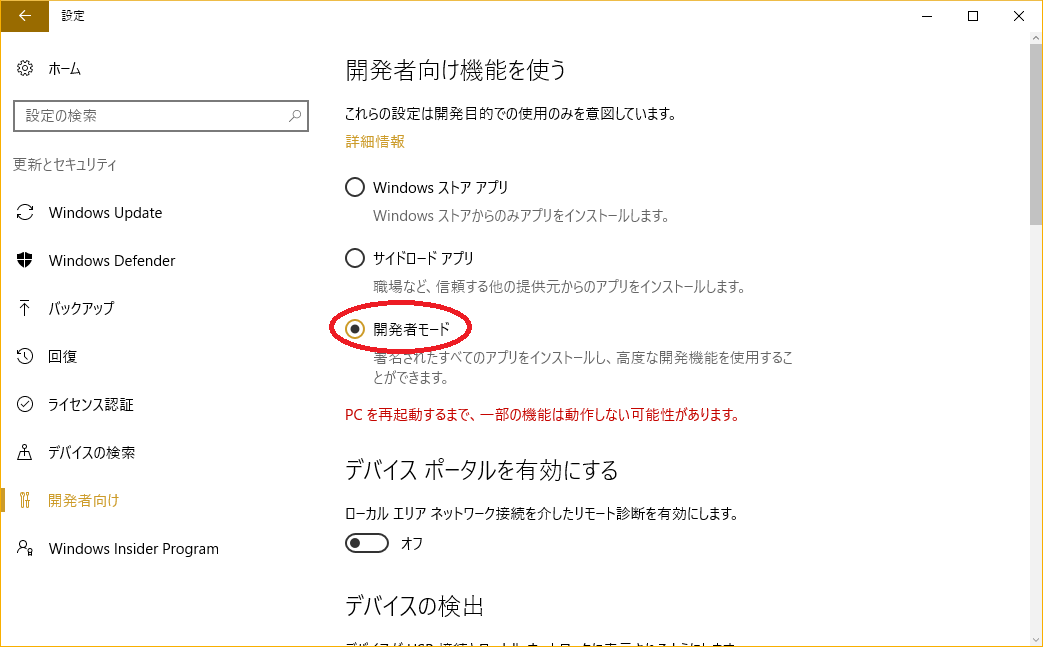 設定
ホーム
設定の検索
更新とセキュリティ
Windows Update
Windows Defender
バックアップ
回復
ライセンス認証
デバイスの検索
開発者向け
Windows Insider Program
開発者向け機能を使う
これらの設定は開発目的での使用のみを意図しています。
詳細情報
Windows ストア アプリ
Windows ストアからのみアプリをインストールします。
サイドロード アプリ
職場など、信頼する他の提供元からのアプリをインストールします。
開発者モード
署名されたすべてのアプリをインストールし、高度な開発機能を使用するこ
とができます。
PC を再起動するまで、一部の機能は動作しない可能性があります。
デバイス ポータルを有効にする
ローカル エリア ネットワーク接続を介したリモート診断を有効にします。
オフ
デバイスの検出